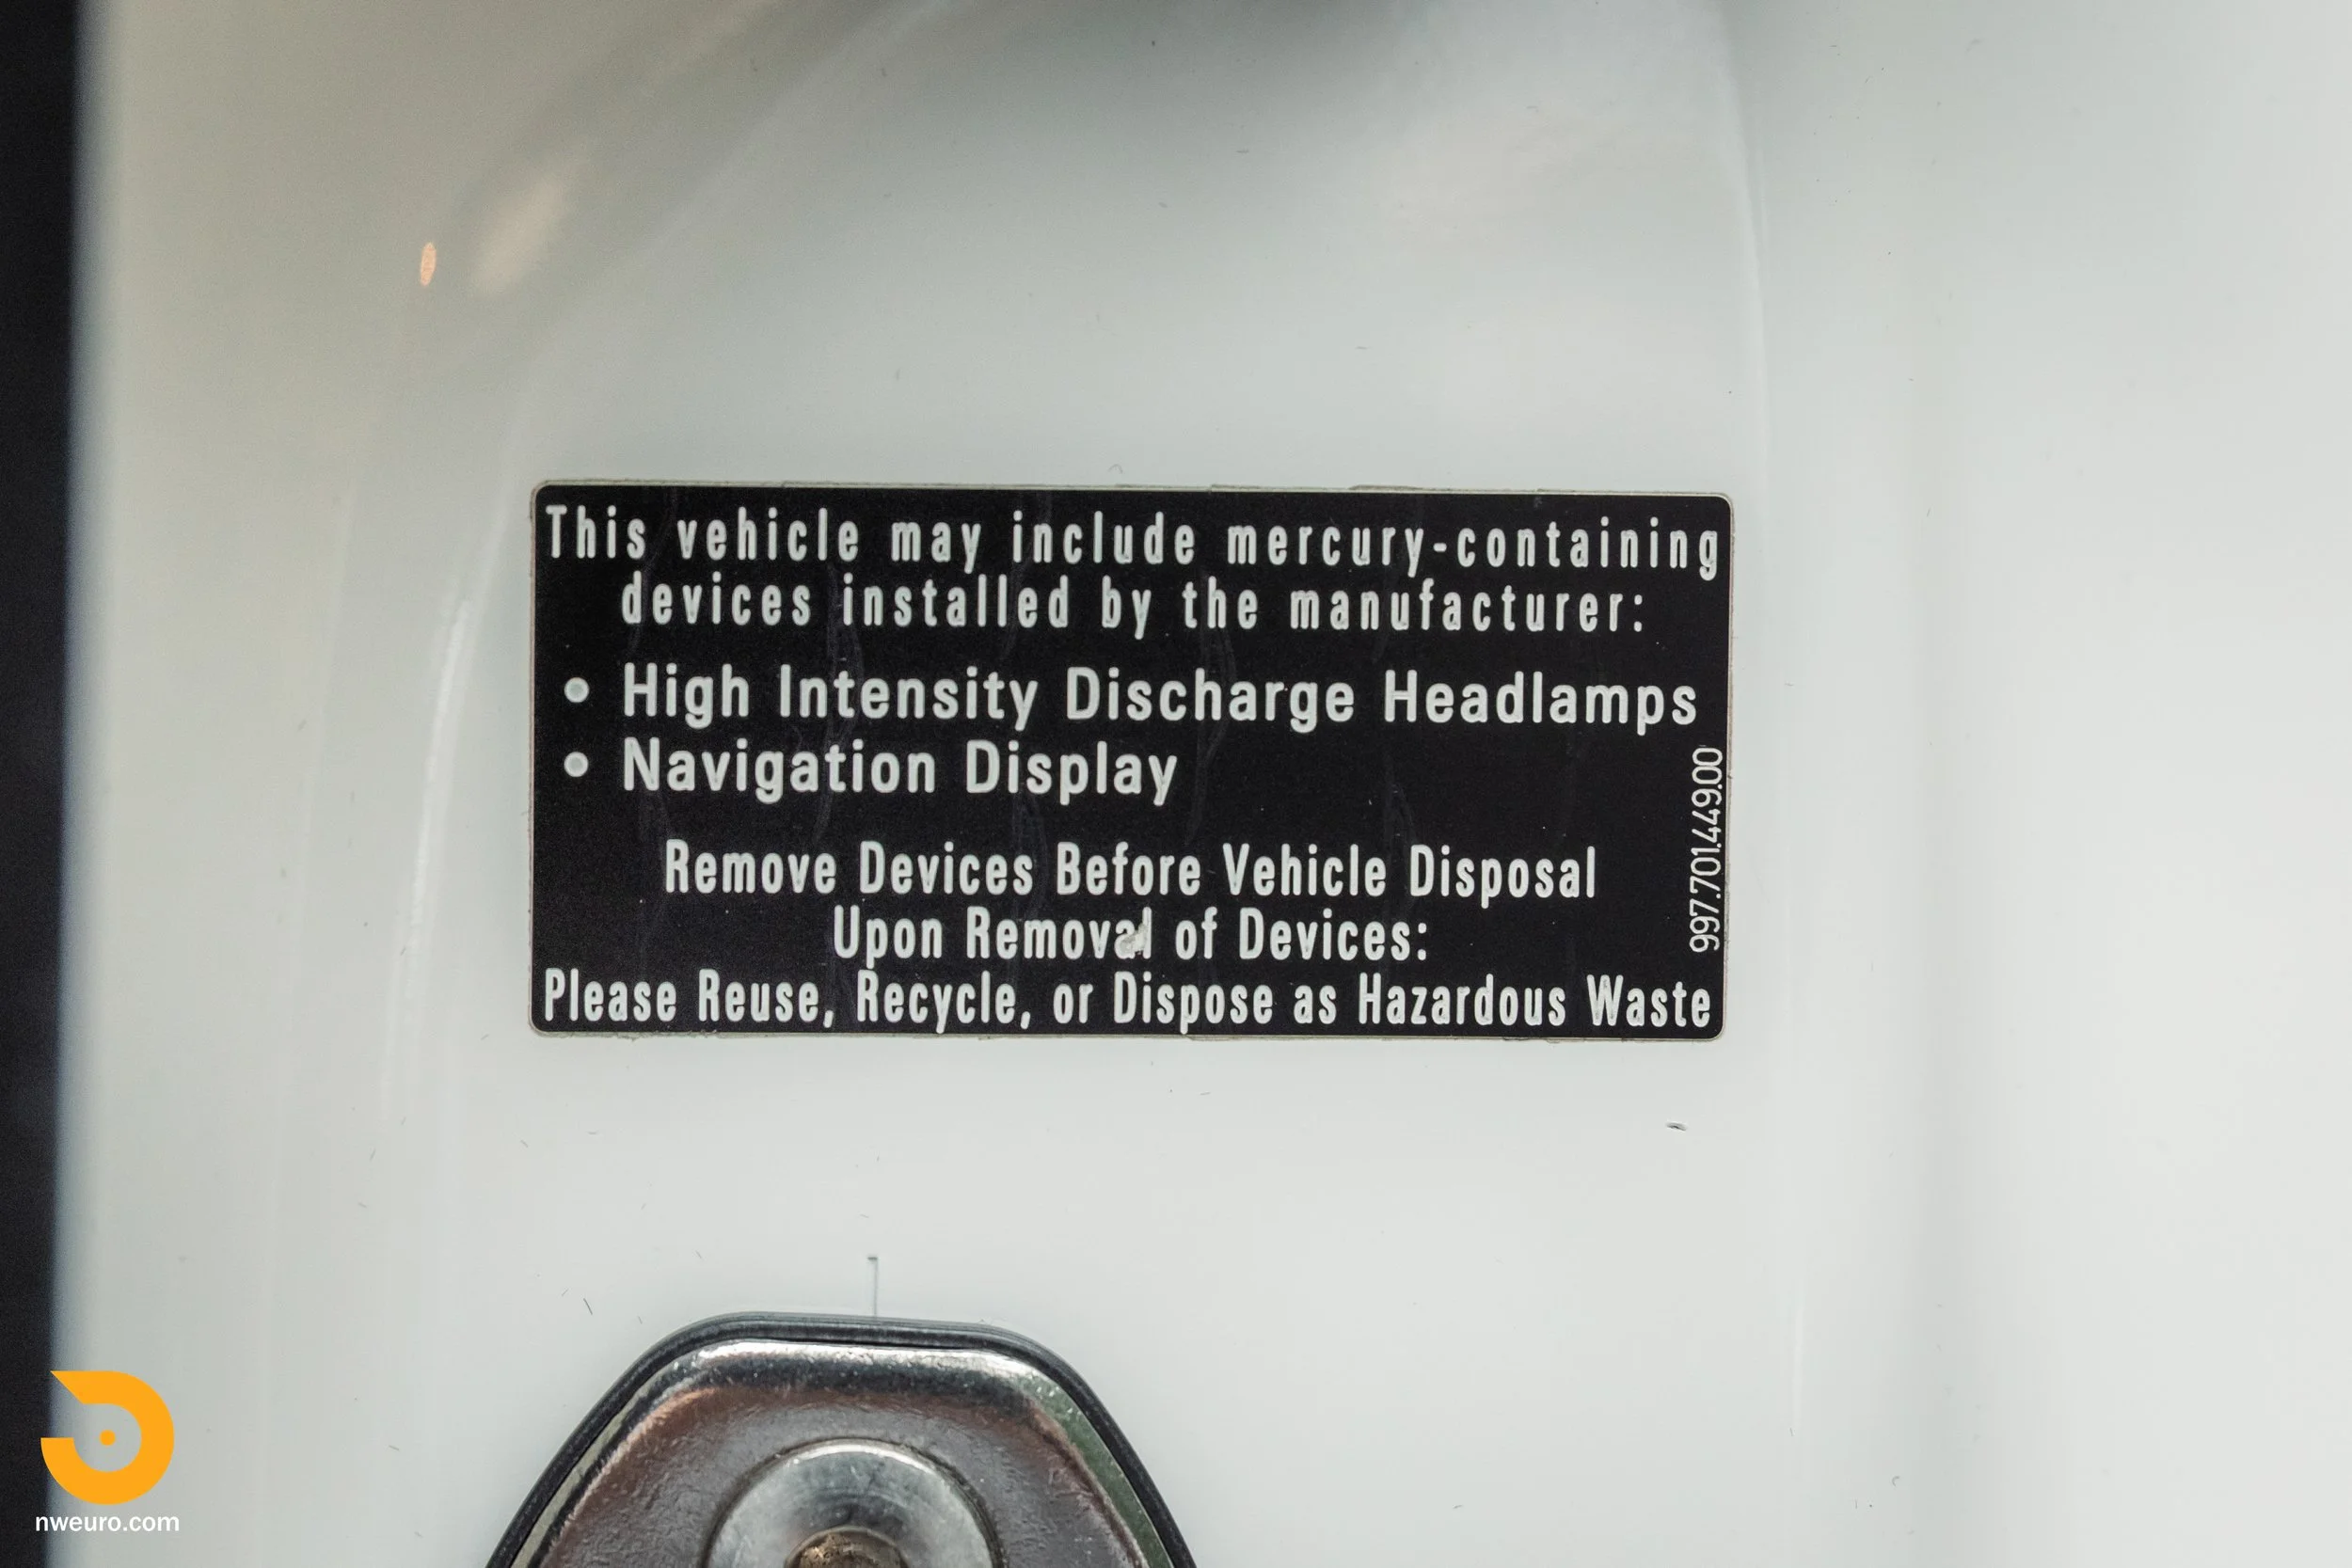 This vehicle may include mercury-containing
devices installed by the manufacturer:
• High Intensity Discharge Headlamps
• Navigation Display
Remove Devices Before Vehicle Disposal
Upon Removal of Devices:
Please Reuse, Recycle, or Dispose as Hazardous Waste
997.701.449.00
nweuro.com